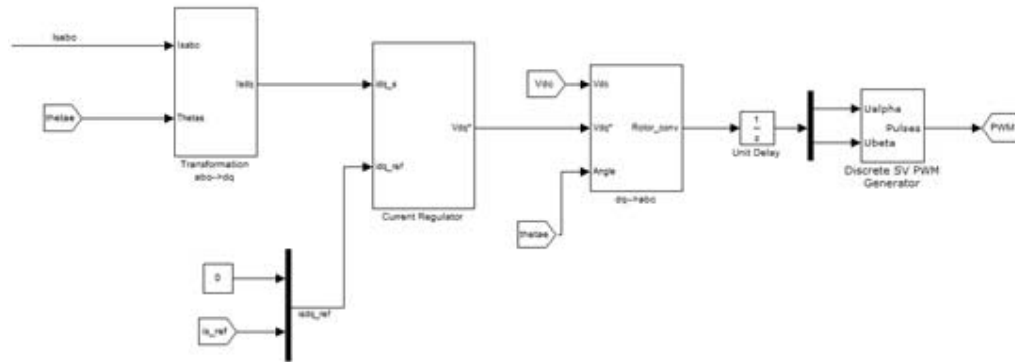 Isabc
Isabc
Isdq
thetae
Thetas
Transformation
abc->dq
idq_s
Vdq*
idq_ref
Current Regulator
0
is_ref
isdq_ref
Vdc
Vdc
Vdq*
Rotor_conv
Angle
dq->abc
thetae
1
z
Unit Delay
Ualpha
Pulses
Ubeta
Discrete SV PWM
Generator
PWM